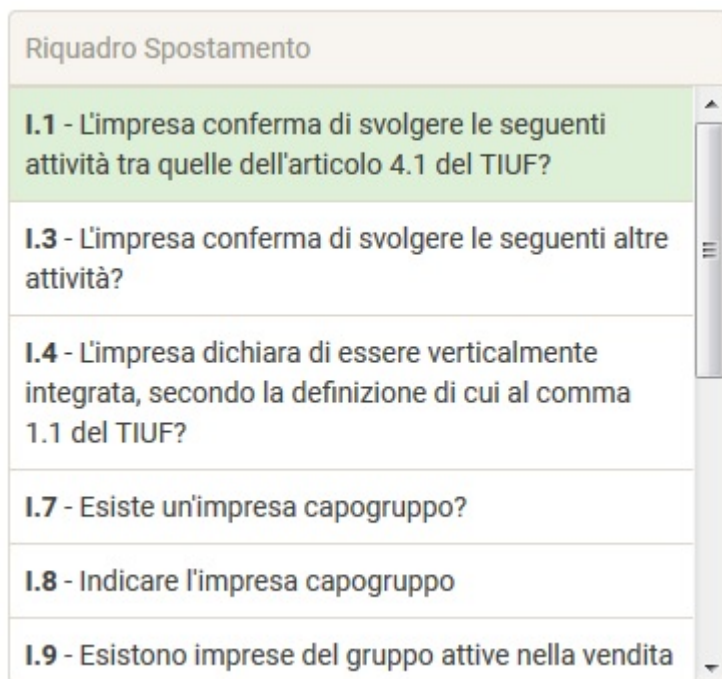 Riquadro Spostamento
I.1 - L'impresa conferma di svolgere le seguenti
attività tra quelle dell'articolo 4.1 del TIUF?
I.3 - L'impresa conferma di svolgere le seguenti altre
attività?
I.4 - L'impresa dichiara di essere verticalmente
integrata, secondo la definizione di cui al comma
1.1 del TIUF?
I.7 - Esiste un'impresa capogruppo?
I.8 - Indicare l'impresa capogruppo
I.9 - Esistono imprese del gruppo attive nella vendita